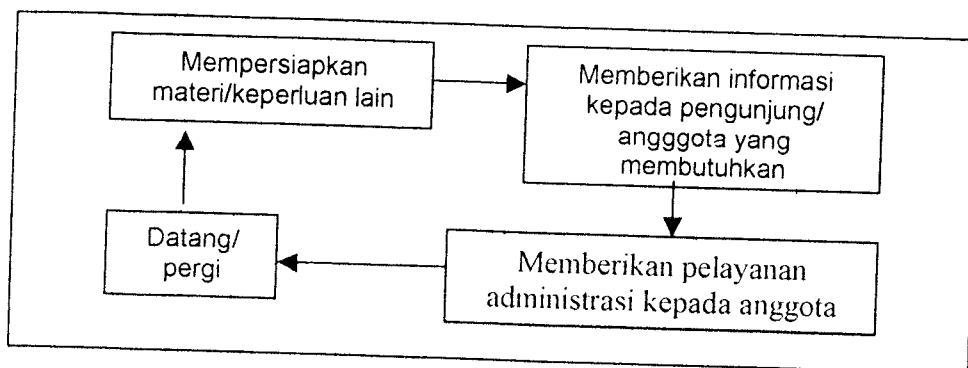 Mempersiapkan
materi/keperluan lain
Memberikan informasi
kepada pengunjung/
angggota yang
membutuhkan
Datang/
pergi
Memberikan pelayanan
administrasi kepada anggota